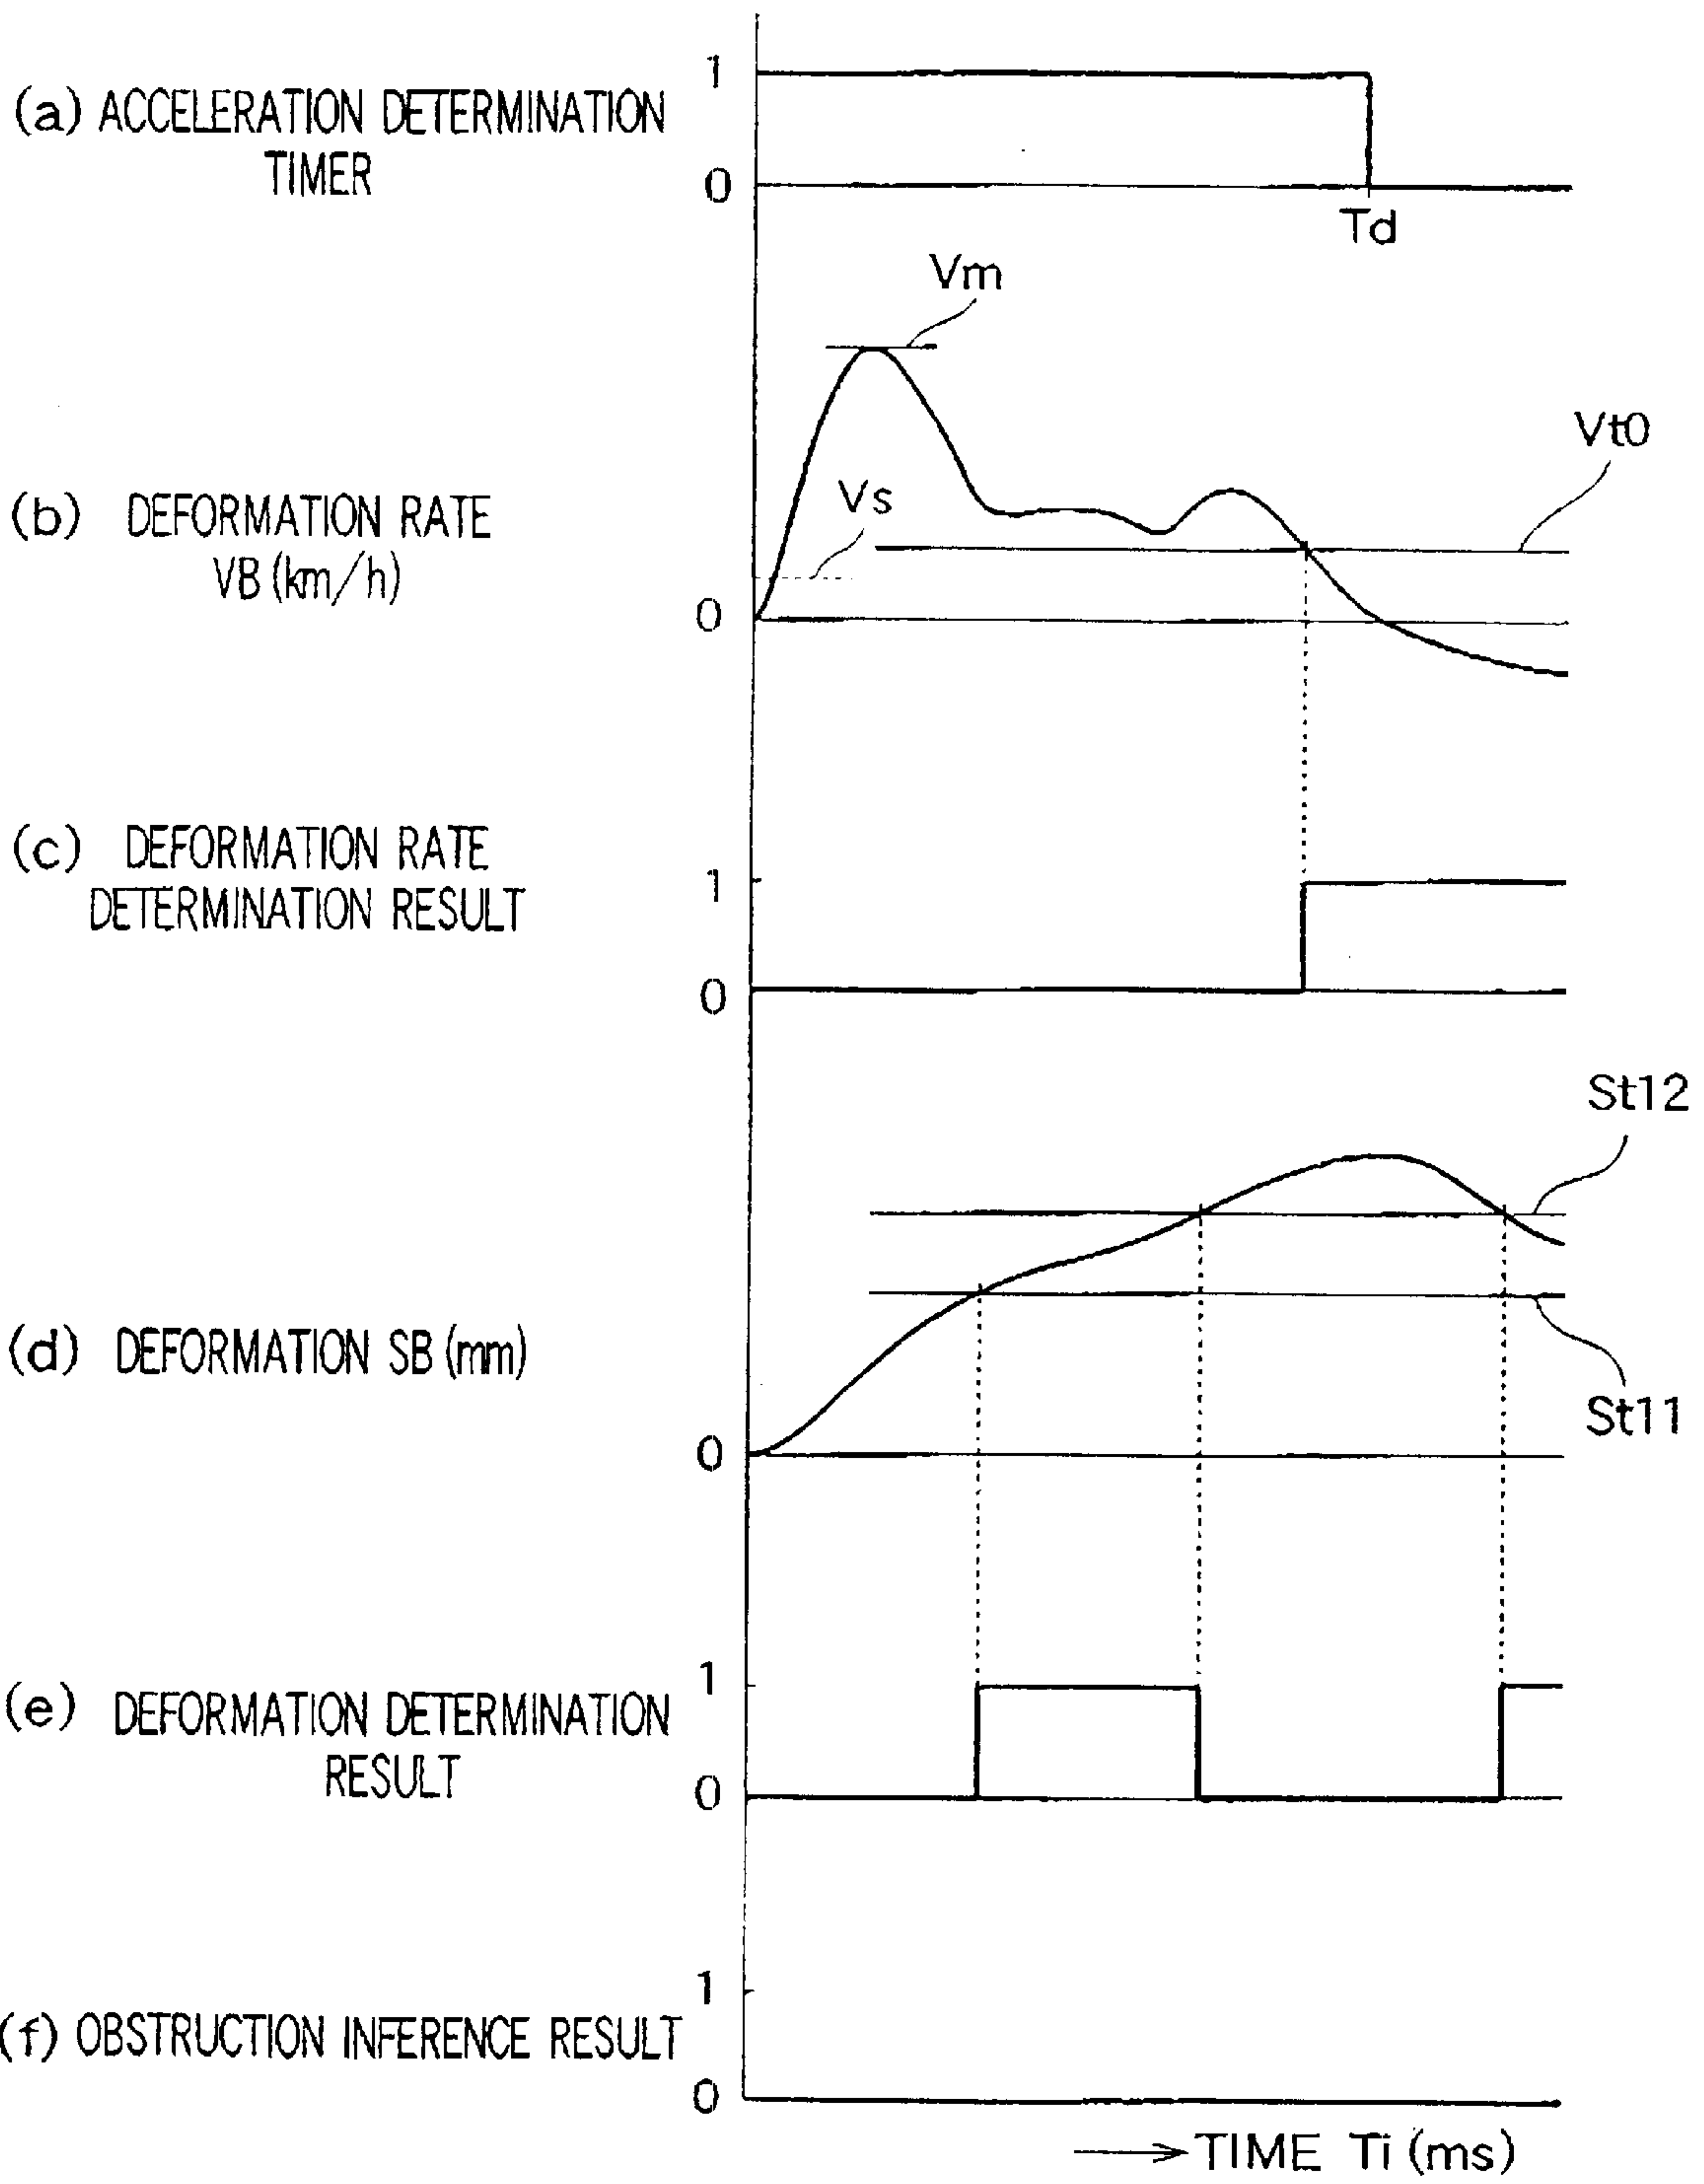 1
(a) ACCELERATION DETERMINATION
TIMER
0
Td
Vm
Vt0
Vs
(b) DEFORMATION RATE
VB (km/h)
0
(c) DEFORMATION RATE
1
DETERMINATION RESULT
0
St12
(d) DEFORMATION SB (mm)
St11
0
1
(e) DEFORMATION DETERMINATION
RESULT
0
1
(f) OBSTRUCTION INFERENCE RESULT
0
TIME Ti (ms)